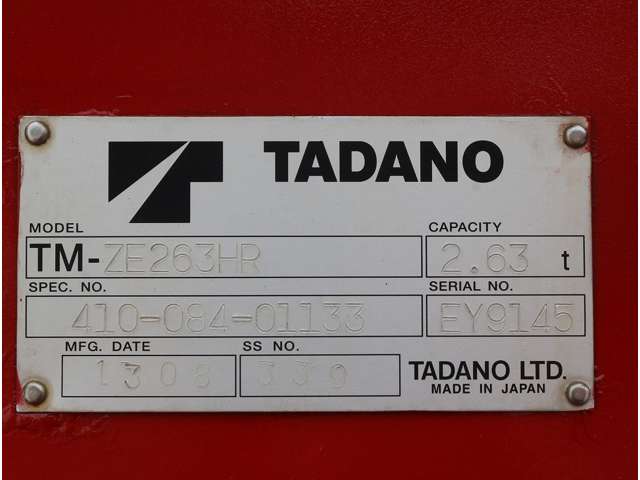 TADANO
MODEL
TM-ZE263HR
CAPACITY
2.63 t
SPEC. NO.
410-084-01133
SERIAL NO.
EY9145
MFG. DATE
1308
SS NO.
339
TADANO LTD.
MADE IN JAPAN